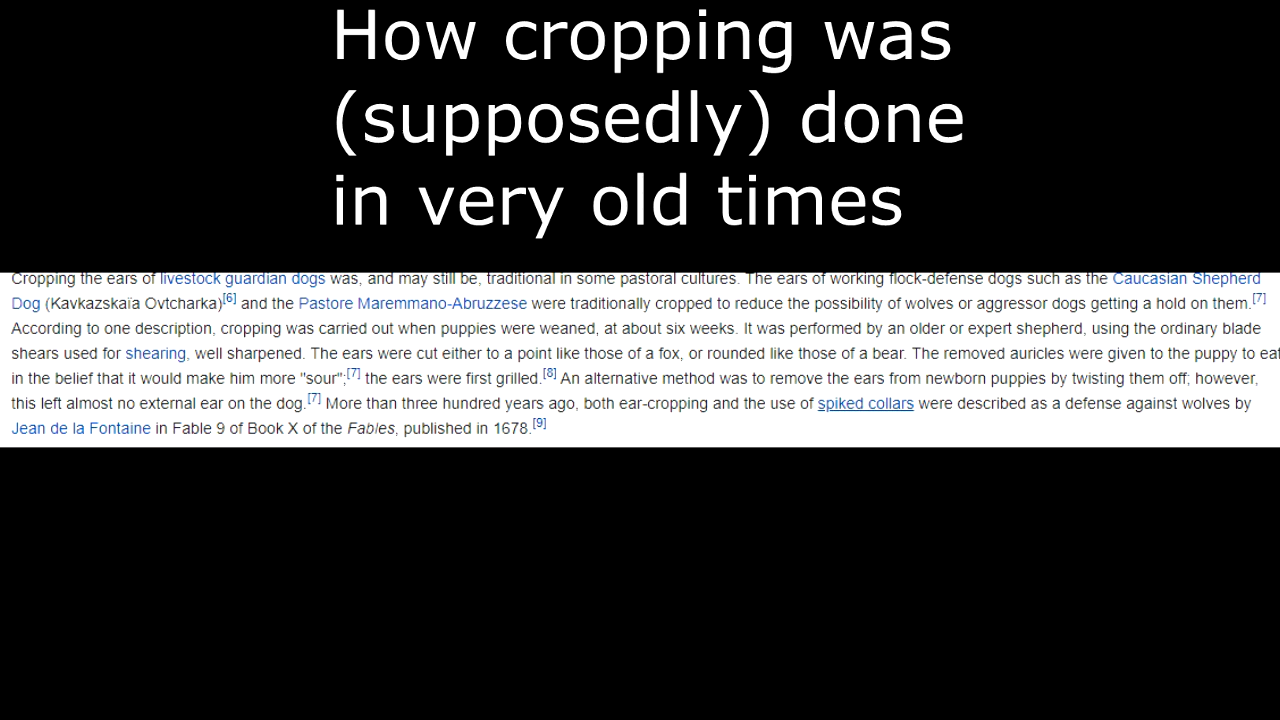 How cropping was
(supposedly) done
in very old times
Cropping the ears of livestock guardian dogs was, and may still be, traditional in some pastoral cultures. The ears of working flock-defense dogs such as the Caucasian Shepherd
Dog (Kavkazskaïa Ovtcharka)[6] and the Pastore Maremmano-Abruzzese were traditionally cropped to reduce the possibility of wolves or aggressor dogs getting a hold on them.[7]
According to one description, cropping was carried out when puppies were weaned, at about six weeks. It was performed by an older or expert shepherd, using the ordinary blade
shears used for shearing, well sharpened. The ears were cut either to a point like those of a fox, or rounded like those of a bear. The removed auricles were given to the puppy to eat
in the belief that it would make him more "sour";[7] the ears were first grilled.[8] An alternative method was to remove the ears from newborn puppies by twisting them off; however,
this left almost no external ear on the dog.[7] More than three hundred years ago, both ear-cropping and the use of spiked collars were described as a defense against wolves by
Jean de la Fontaine in Fable 9 of Book X of the Fables, published in 1678.[9]